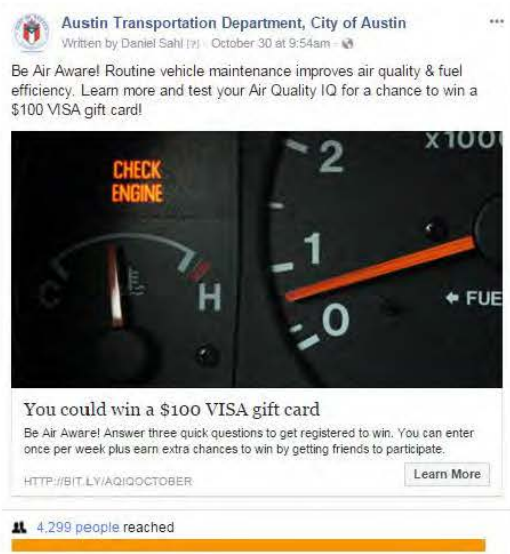 Austin Transportation Department, City of Austin
Written by Daniel Sahl [?] · October 30 at 9:54am ·
Be Air Aware! Routine vehicle maintenance improves air quality & fuel
efficiency. Learn more and test your Air Quality IQ for a chance to win a
$100 VISA gift card!
CHECK
ENGINE
C
H
2
1
0
x100
FUE
You could win a $100 VISA gift card
Be Air Aware! Answer three quick questions to get registered to win. You can enter
once per week plus earn extra chances to win by getting friends to participate.
HTTP://BIT.LY/AQIQOCTOBER
Learn More
4,299 people reached